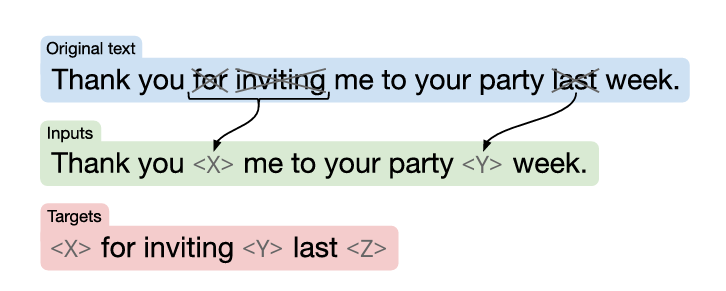 Original text
Thank you for inviting me to your party last week.
Inputs
Thank you <X> me to your party <Y> week.
Targets
<X> for inviting <Y> last <Z>